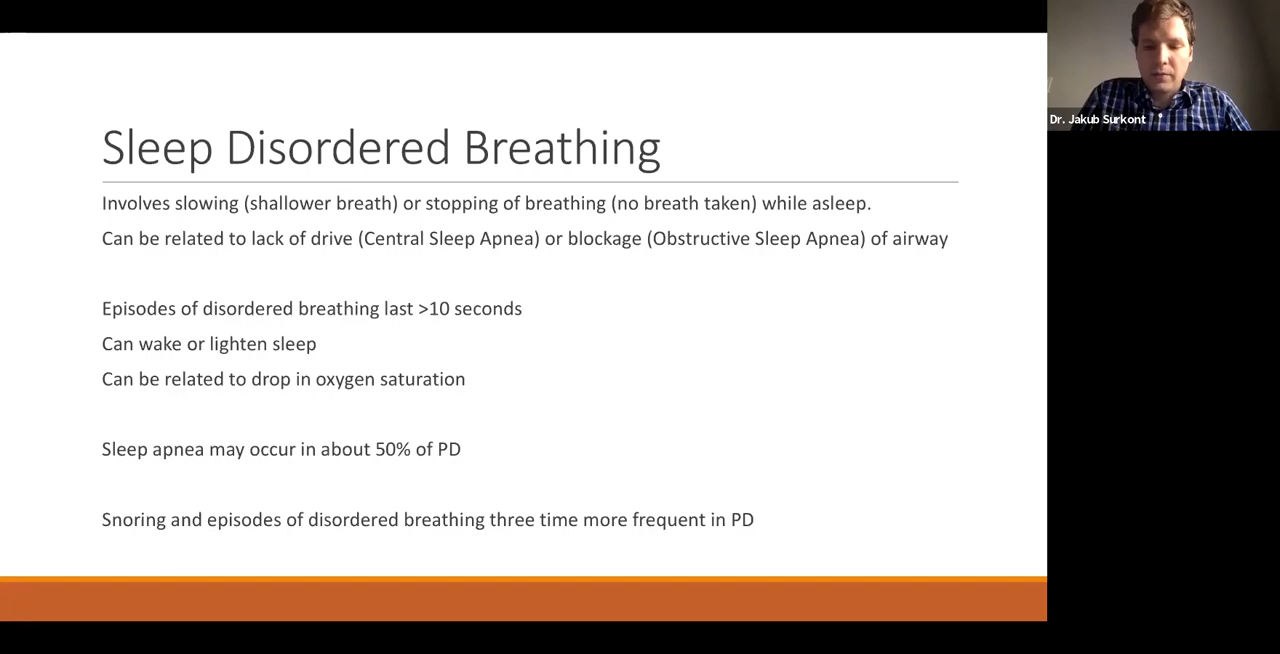 Sleep Disordered Breathing
Involves slowing (shallower breath) or stopping of breathing (no breath taken) while asleep.
Can be related to lack of drive (Central Sleep Apnea) or blockage (Obstructive Sleep Apnea) of airway
Episodes of disordered breathing last >10 seconds
Can wake or lighten sleep
Can be related to drop in oxygen saturation
Sleep apnea may occur in about 50% of PD
Snoring and episodes of disordered breathing three time more frequent in PD
Dr. Jakub Surkont